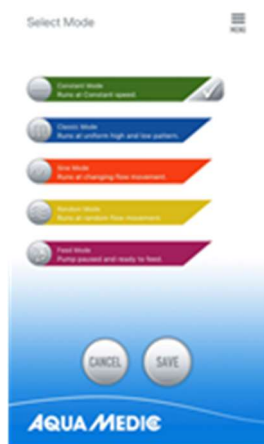 Select Mode
MENU
Constant Mode
Runs at Constant speed.
Classic Mode
Runs at uniform high and low pattern.
Sine Mode
Runs at changing flow movement.
Random Mode
Runs at random flow movement
Feed Mode
Pump paused and ready to feed.
CANCEL
SAVE
AQUA MEDIC